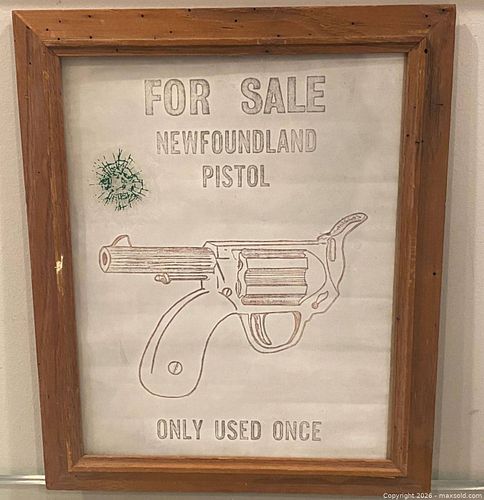 FOR SALE
NEWFOUNDLAND
PISTOL
ONLY USED ONCE
Copyright 2026 - maxsold.com